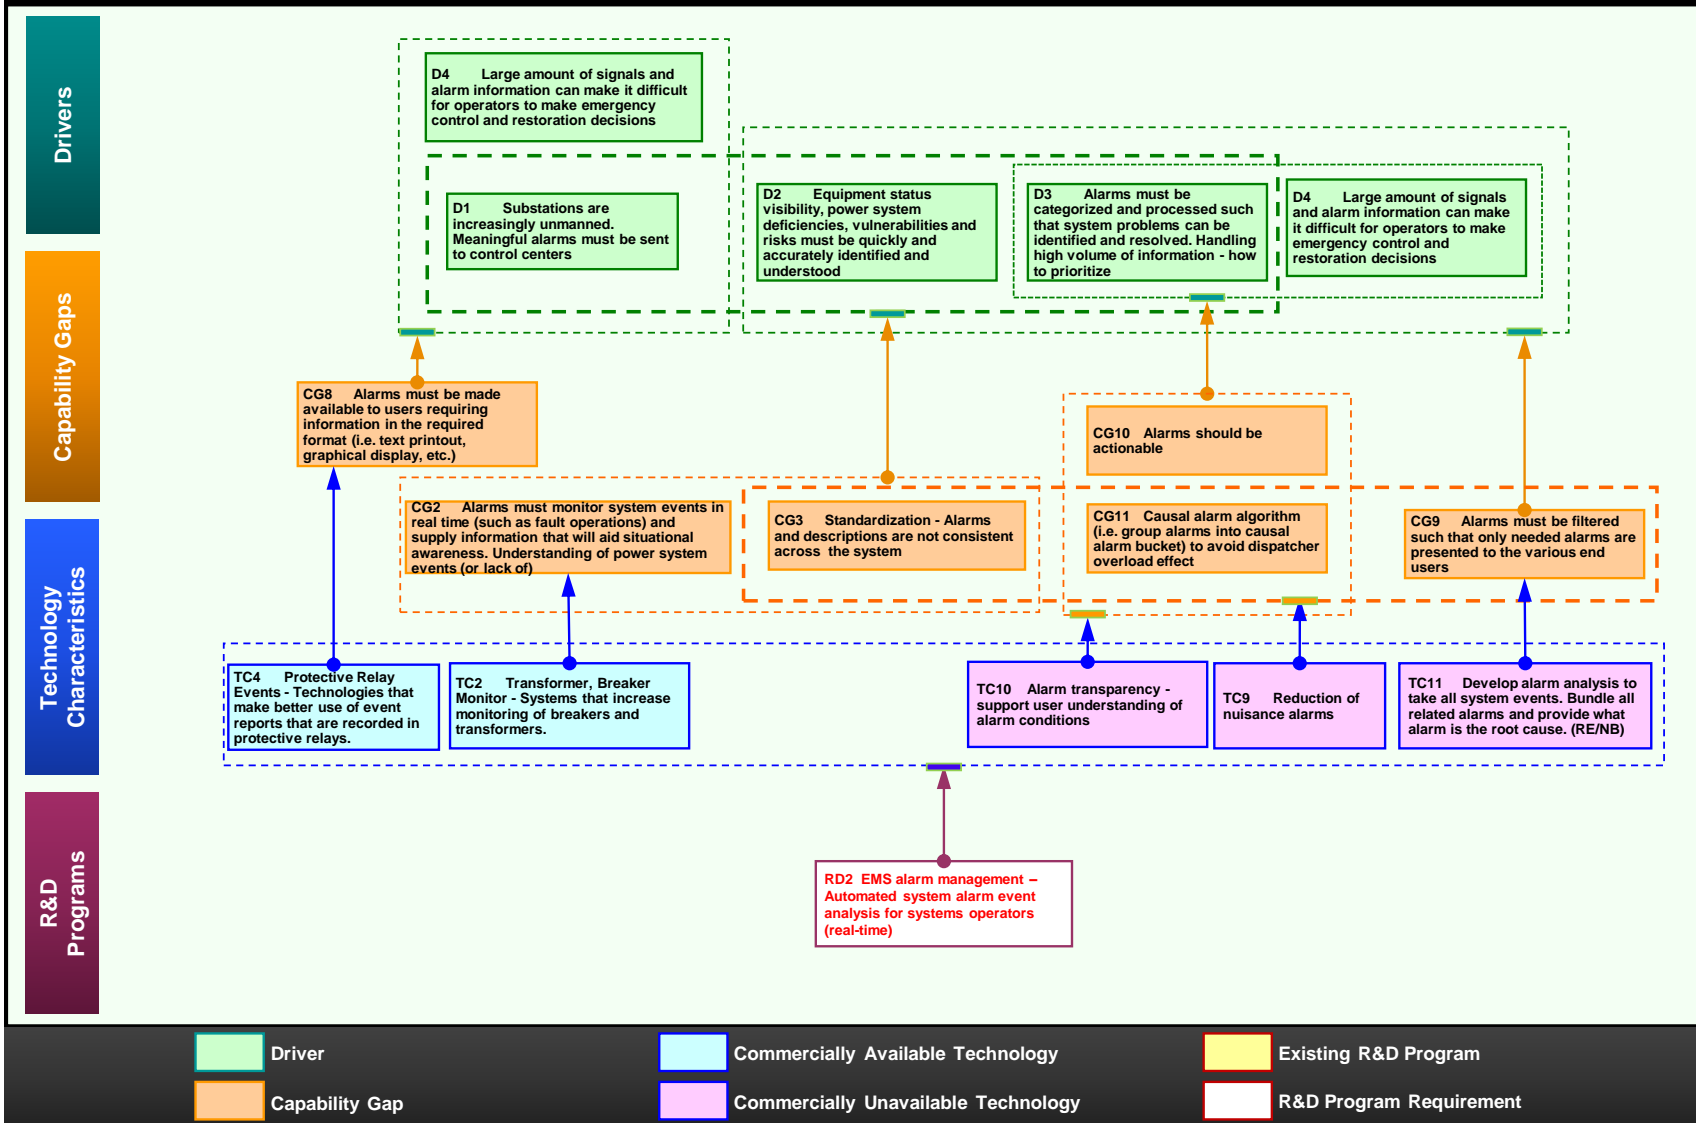 Drivers
D4 Large amount of signals and
alarm information can make it difficult
for operators to make emergency
control and restoration decisions
D1 Substations are
increasingly unmanned.
Meaningful alarms must be sent
to control centers
D2 Equipment status
visibility, power system
deficiencies, vulnerabilities and
risks must be quickly and
accurately identified and
understood
D3 Alarms must be
categorized and processed such
that system problems can be
identified and resolved. Handling
high volume of information - how
to prioritize
D4 Large amount of signals
and alarm information can make
it difficult for operators to make
emergency control and
restoration decisions
Capability Gaps
CG8 Alarms must be made
available to users requiring
information in the required
format (i.e. text printout,
graphical display, etc.)
CG10 Alarms should be
actionable
CG2 Alarms must monitor system events in
real time (such as fault operations) and
supply information that will aid situational
awareness. Understanding of power system
events (or lack of)
CG3 Standardization - Alarms
and descriptions are not consistent
across the system
CG11 Causal alarm algorithm
(i.e. group alarms into causal
alarm bucket) to avoid dispatcher
overload effect
CG9 Alarms must be filtered
such that only needed alarms are
presented to the various end
users
Technology
Characteristics
TC4 Protective Relay
Events - Technologies that
make better use of event
reports that are recorded in
protective relays.
TC2 Transformer, Breaker
Monitor - Systems that increase
monitoring of breakers and
transformers.
TC10 Alarm transparency -
support user understanding of
alarm conditions
TC9 Reduction of
nuisance alarms
TC11 Develop alarm analysis to
take all system events. Bundle all
related alarms and provide what
alarm is the root cause. (RE/NB)
R&D
Programs
RD2 EMS alarm management –
Automated system alarm event
analysis for systems operators
(real-time)
Driver
Commercially Available Technology
Existing R&D Program
Capability Gap
Commercially Unavailable Technology
R&D Program Requirement